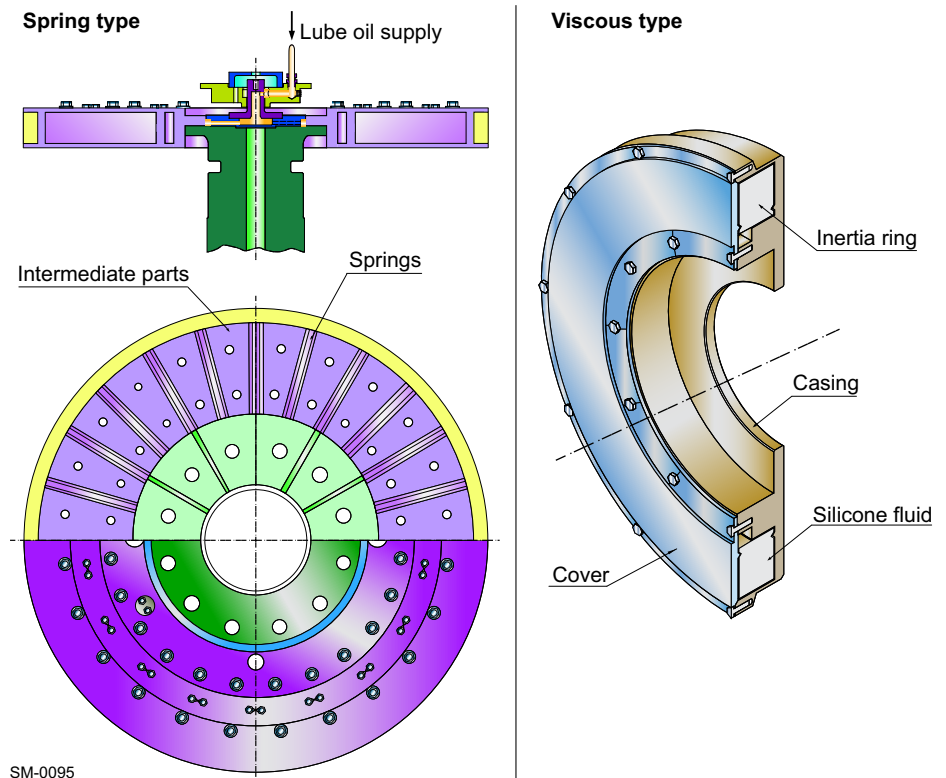 Spring type
Lube oil supply
Intermediate parts
Springs
SM-0095
Viscous type
Inertia ring
Casing
Silicone fluid
Cover